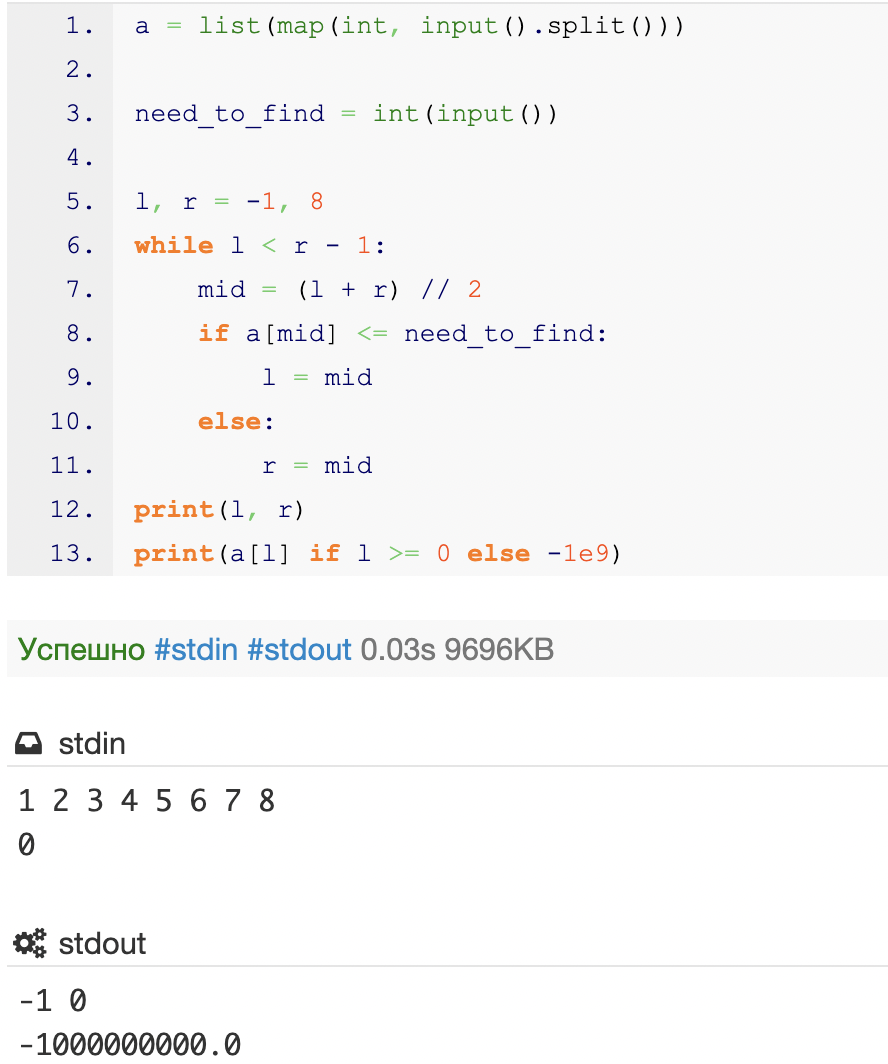 1. a = list(map(int, input().split()))
2.
3. need_to_find = int(input())
4.
5. l, r = -1, 8
6. while l < r - 1:
7.     mid = (l + r) // 2
8.     if a[mid] <= need_to_find:
9.         l = mid
10.     else:
11.         r = mid
12. print(l, r)
13. print(a[l] if l >= 0 else -1e9)
Успешно #stdin #stdout 0.03s 9696KB
stdin
1 2 3 4 5 6 7 8
0
stdout
-1 0
-1000000000.0